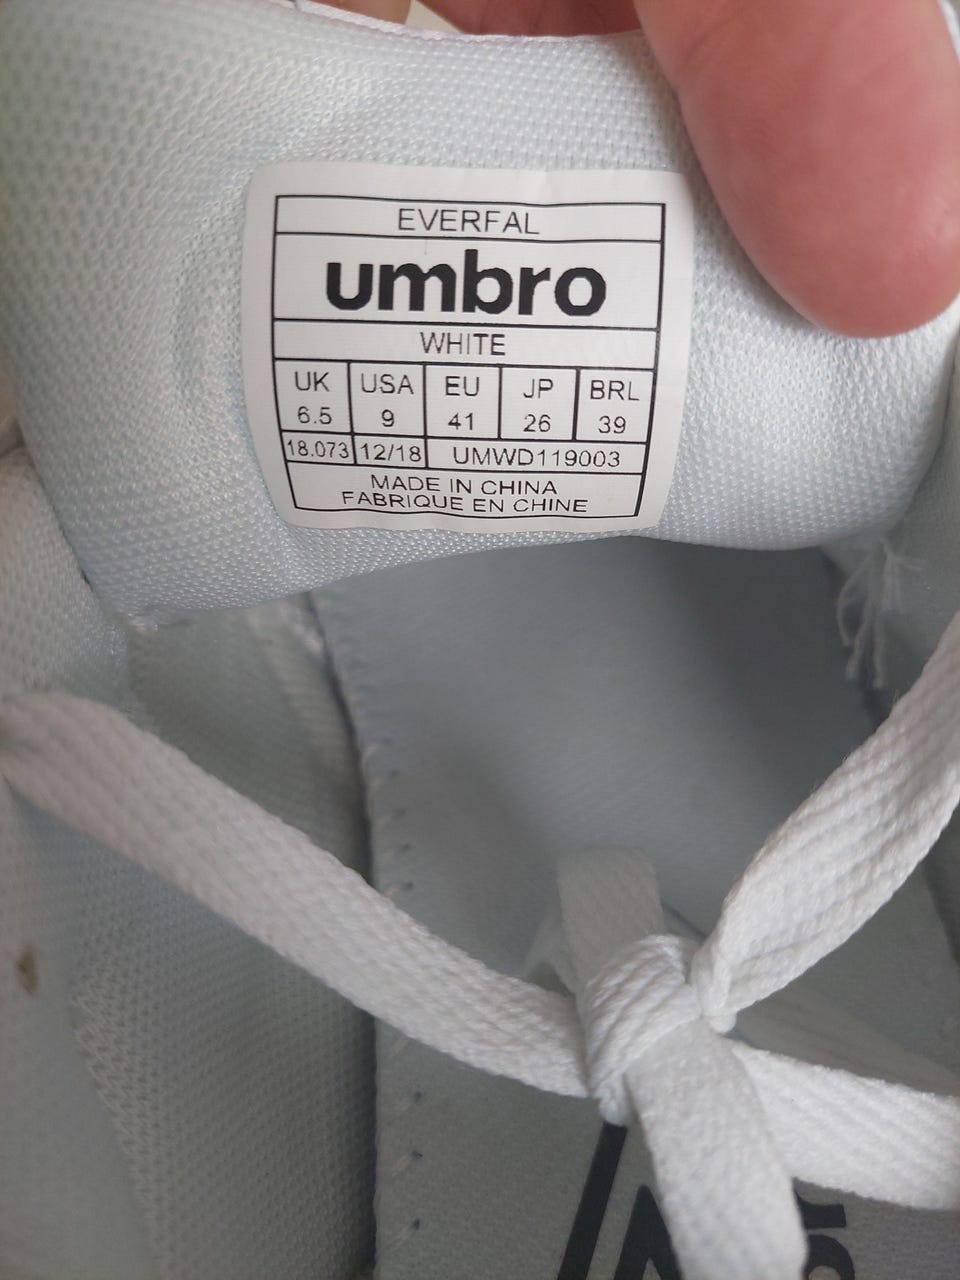 EVERFAL
umbro
WHITE
UK USA EU JP BRL
6.5 9 41 26 39
18.073 12/18 UMWD119003
MADE IN CHINA
FABRIQUE EN CHINE